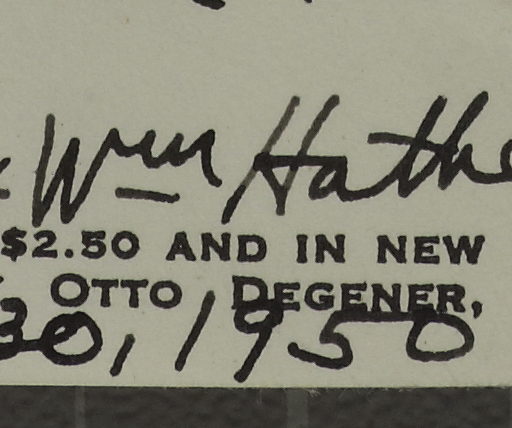 Wm Hathe
$2.50 AND IN NEW
OTTO DEGENER,
30, 1950